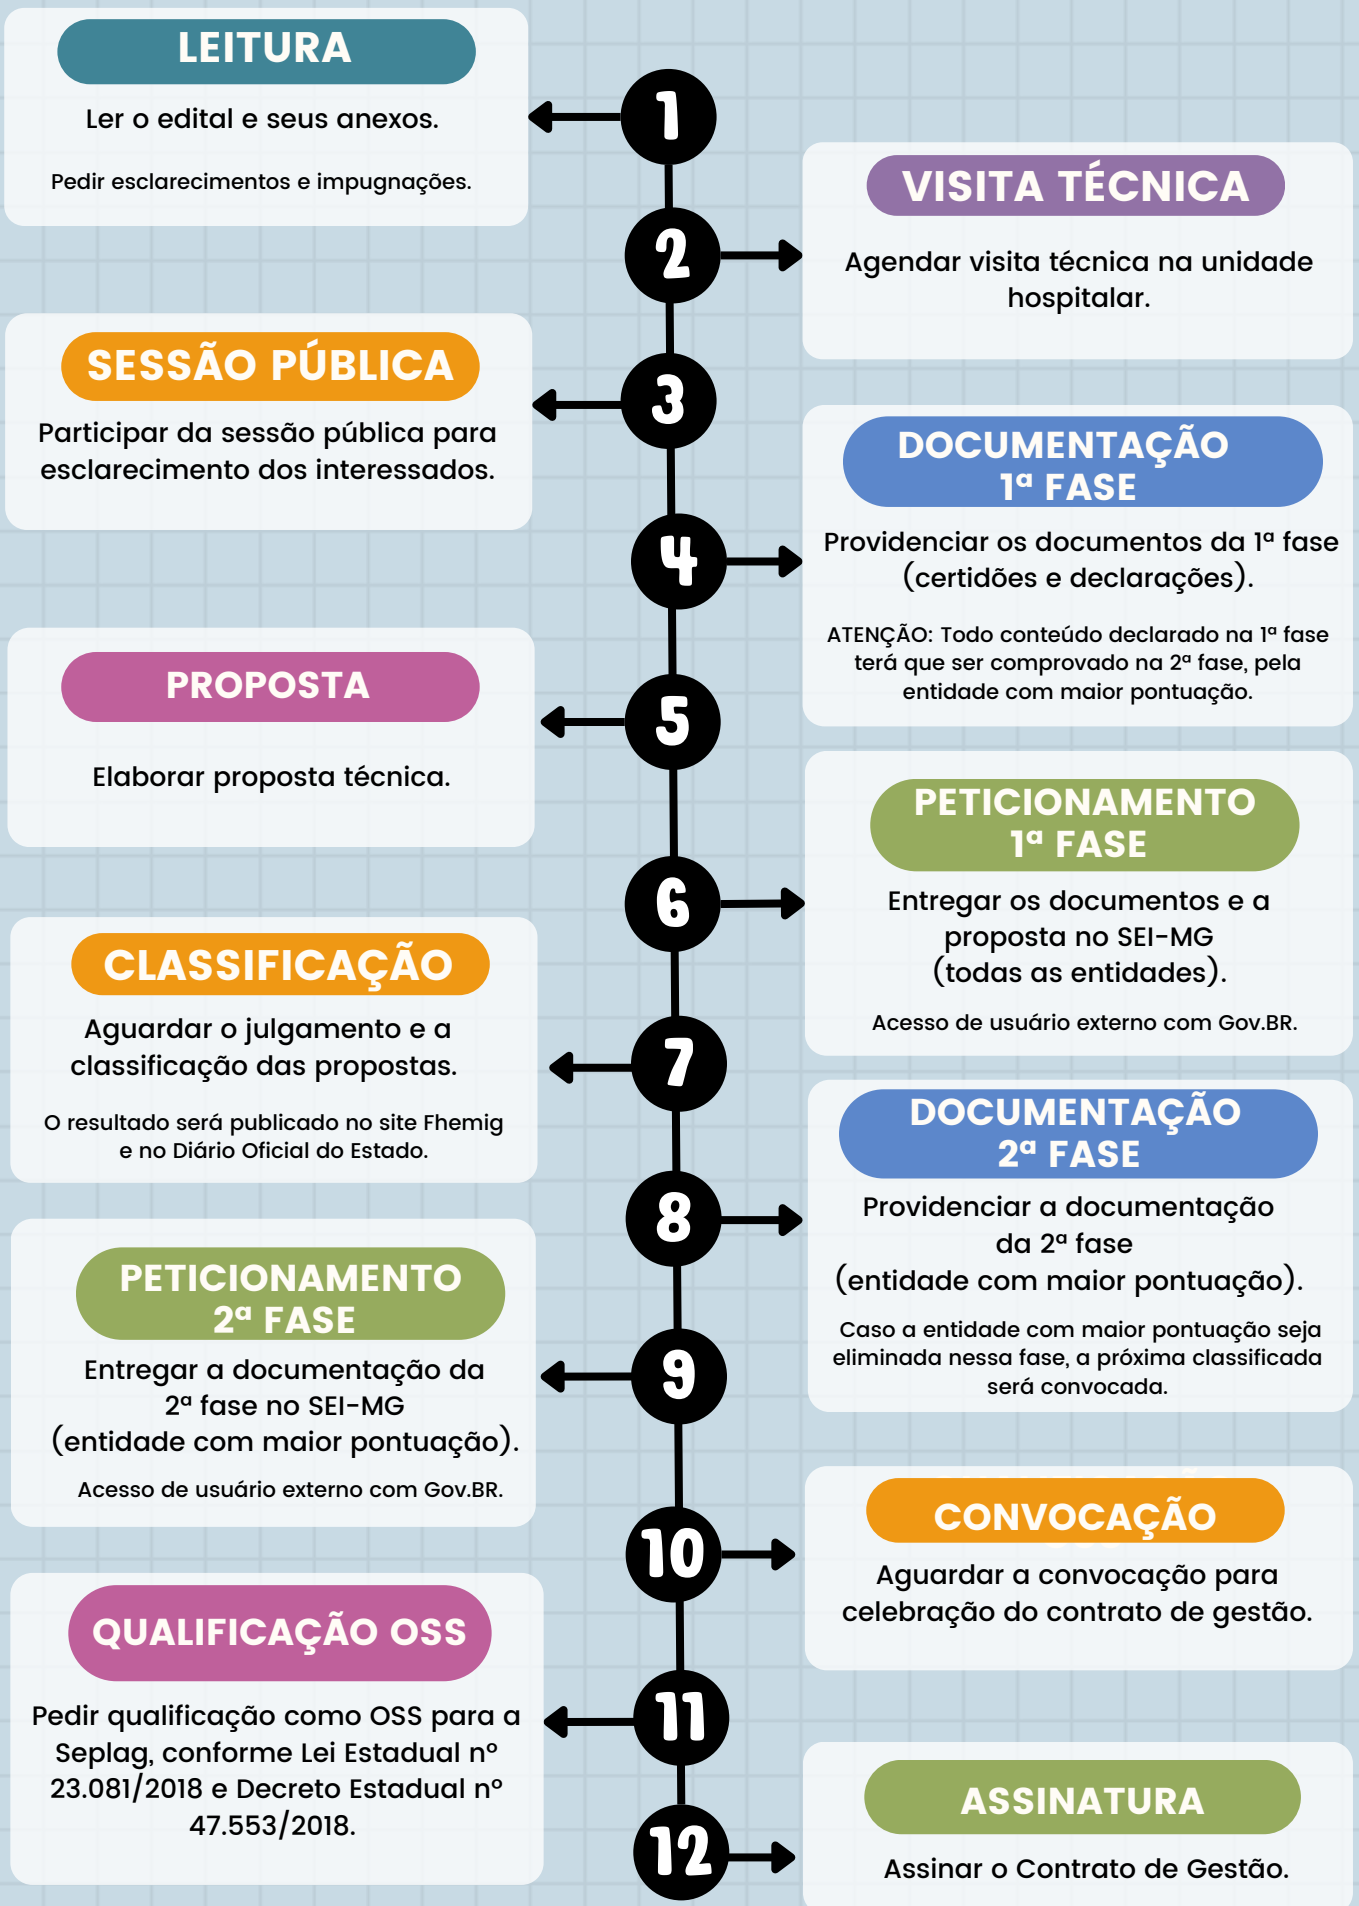 LEITURA
Ler o edital e seus anexos.
Pedir esclarecimentos e impugnações.
1
2
VISITA TÉCNICA
Agendar visita técnica na unidade
hospitalar.
SESSÃO PÚBLICA
Participar da sessão pública para
esclarecimento dos interessados.
3
4
DOCUMENTAÇÃO
1ª FASE
Providenciar os documentos da 1ª fase
(certidões e declarações).
ATENÇÃO: Todo conteúdo declarado na 1ª fase
terá que ser comprovado na 2ª fase, pela
entidade com maior pontuação.
PROPOSTA
Elaborar proposta técnica.
5
6
PETICIONAMENTO
1ª FASE
Entregar os documentos e a
proposta no SEI-MG
(todas as entidades).
Acesso de usuário externo com Gov.BR.
CLASSIFICAÇÃO
Aguardar o julgamento e a
classificação das propostas.
O resultado será publicado no site Fhemig
e no Diário Oficial do Estado.
7
8
DOCUMENTAÇÃO
2ª FASE
Providenciar a documentação
da 2ª fase
(entidade com maior pontuação).
Caso a entidade com maior pontuação seja
eliminada nessa fase, a próxima classificada
será convocada.
PETICIONAMENTO
2ª FASE
Entregar a documentação da
2ª fase no SEI-MG
(entidade com maior pontuação).
Acesso de usuário externo com Gov.BR.
9
10
CONVOCAÇÃO
Aguardar a convocação para
celebração do contrato de gestão.
QUALIFICAÇÃO OSS
Pedir qualificação como OSS para a
Seplag, conforme Lei Estadual nº
23.081/2018 e Decreto Estadual nº
47.553/2018.
11
12
ASSINATURA
Assinar o Contrato de Gestão.